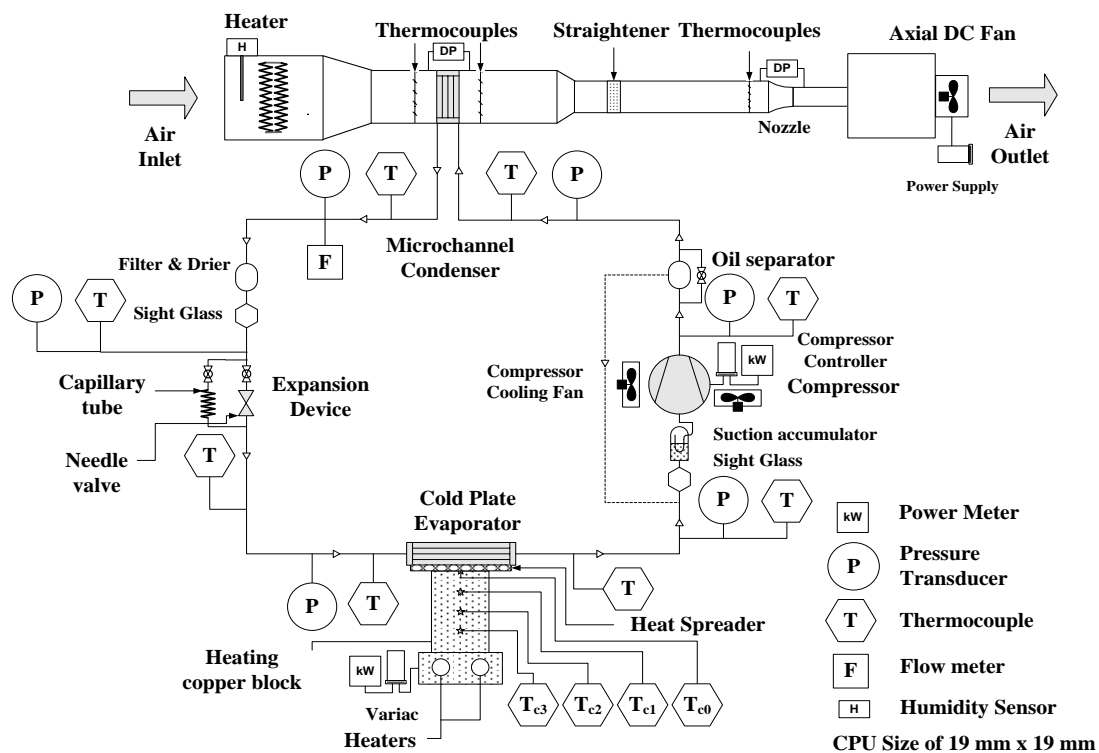 Heater
Thermocouples
Straightener
Thermocouples
Axial DC Fan
H
DP
DP
Air
Inlet
Nozzle
Air
Outlet
Power Supply
P
T
T
P
Microchannel
Condenser
F
Filter & Drier
Oil separator
P
T
Sight Glass
P
T
Compressor
Controller
kW
Compressor
Compressor
Cooling Fan
Capillary
tube
Expansion
Device
Suction accumulator
Sight Glass
T
Needle
valve
Cold Plate
Evaporator
P
T
P
T
T
Heat Spreader
Heating
copper block
kW
Variac
Heaters
Tc3
Tc2
Tc1
Tc0
kW
Power Meter
P
Pressure
Transducer
T
Thermocouple
F
Flow meter
H
Humidity Sensor
CPU Size of 19 mm x 19 mm